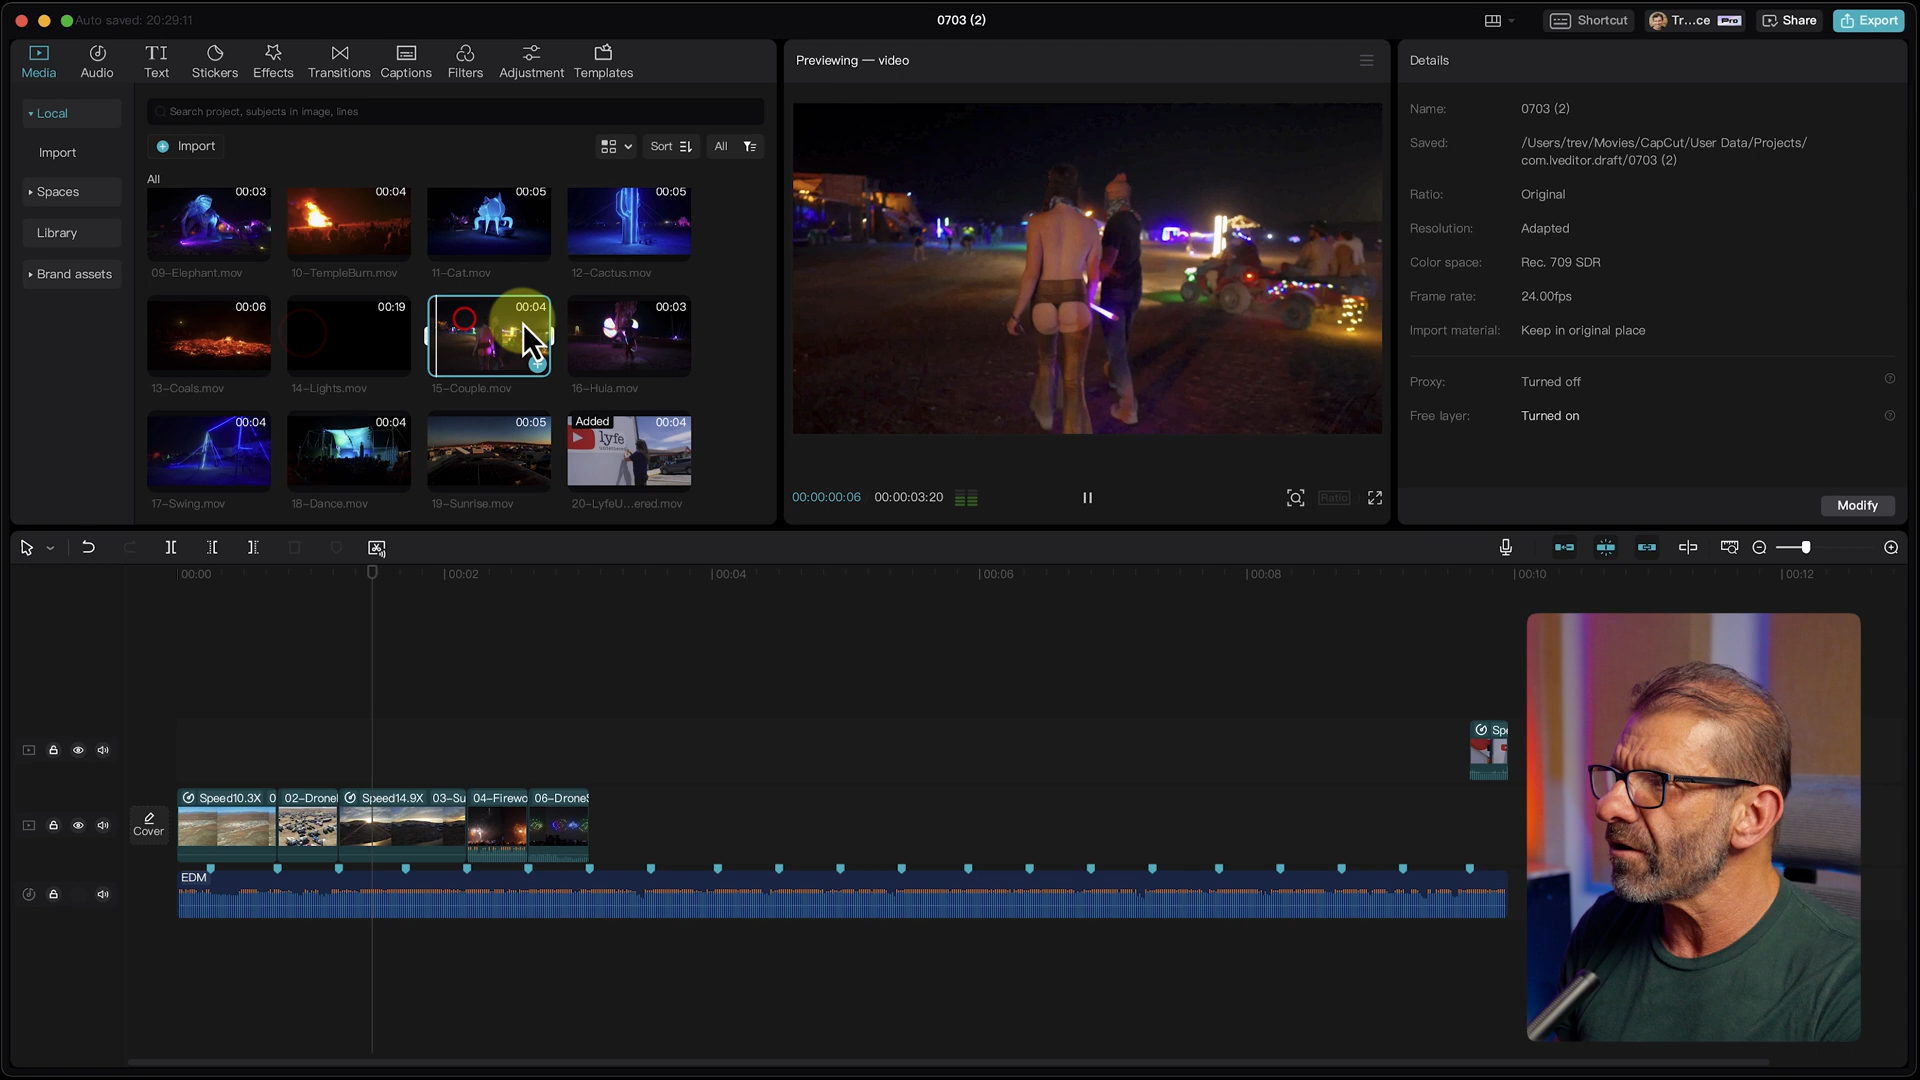 Auto saved: 20:29:11
0703 (2)
Shortcut
Tr...ce Pro
Share
Export
Media
Audio
Text
Stickers
Effects
Transitions
Captions
Filters
Adjustment
Templates
Local
Import
Spaces
Library
Brand assets
Search project, subjects in image, lines
Import
Sort
All
All
00:03
00:04
00:05
00:05
09-Elephant.mov
10-TempleBurn.mov
11-Cat.mov
12-Cactus.mov
00:06
00:19
00:04
00:03
13-Coals.mov
14-Lights.mov
15-Couple.mov
16-Hula.mov
00:04
00:04
00:05
Added
00:04
lyfe
17-Swing.mov
18-Dance.mov
19-Sunrise.mov
20-LyfeU...ered.mov
Previewing — video
00:00:00:06
00:00:03:20
Ratio
Details
Name:
0703 (2)
Saved:
/Users/trev/Movies/CapCut/User Data/Projects/
com.lveditor.draft/0703 (2)
Ratio:
Original
Resolution:
Adapted
Color space:
Rec. 709 SDR
Frame rate:
24.00fps
Import material:
Keep in original place
Proxy:
Turned off
Free layer:
Turned on
Modify
00:00
00:02
00:04
00:06
00:08
00:10
00:12
Spe
Cover
Speed10.3X 0
02-Drone
Speed14.9X 03-Su
04-Firewo
06-DroneS
EDM